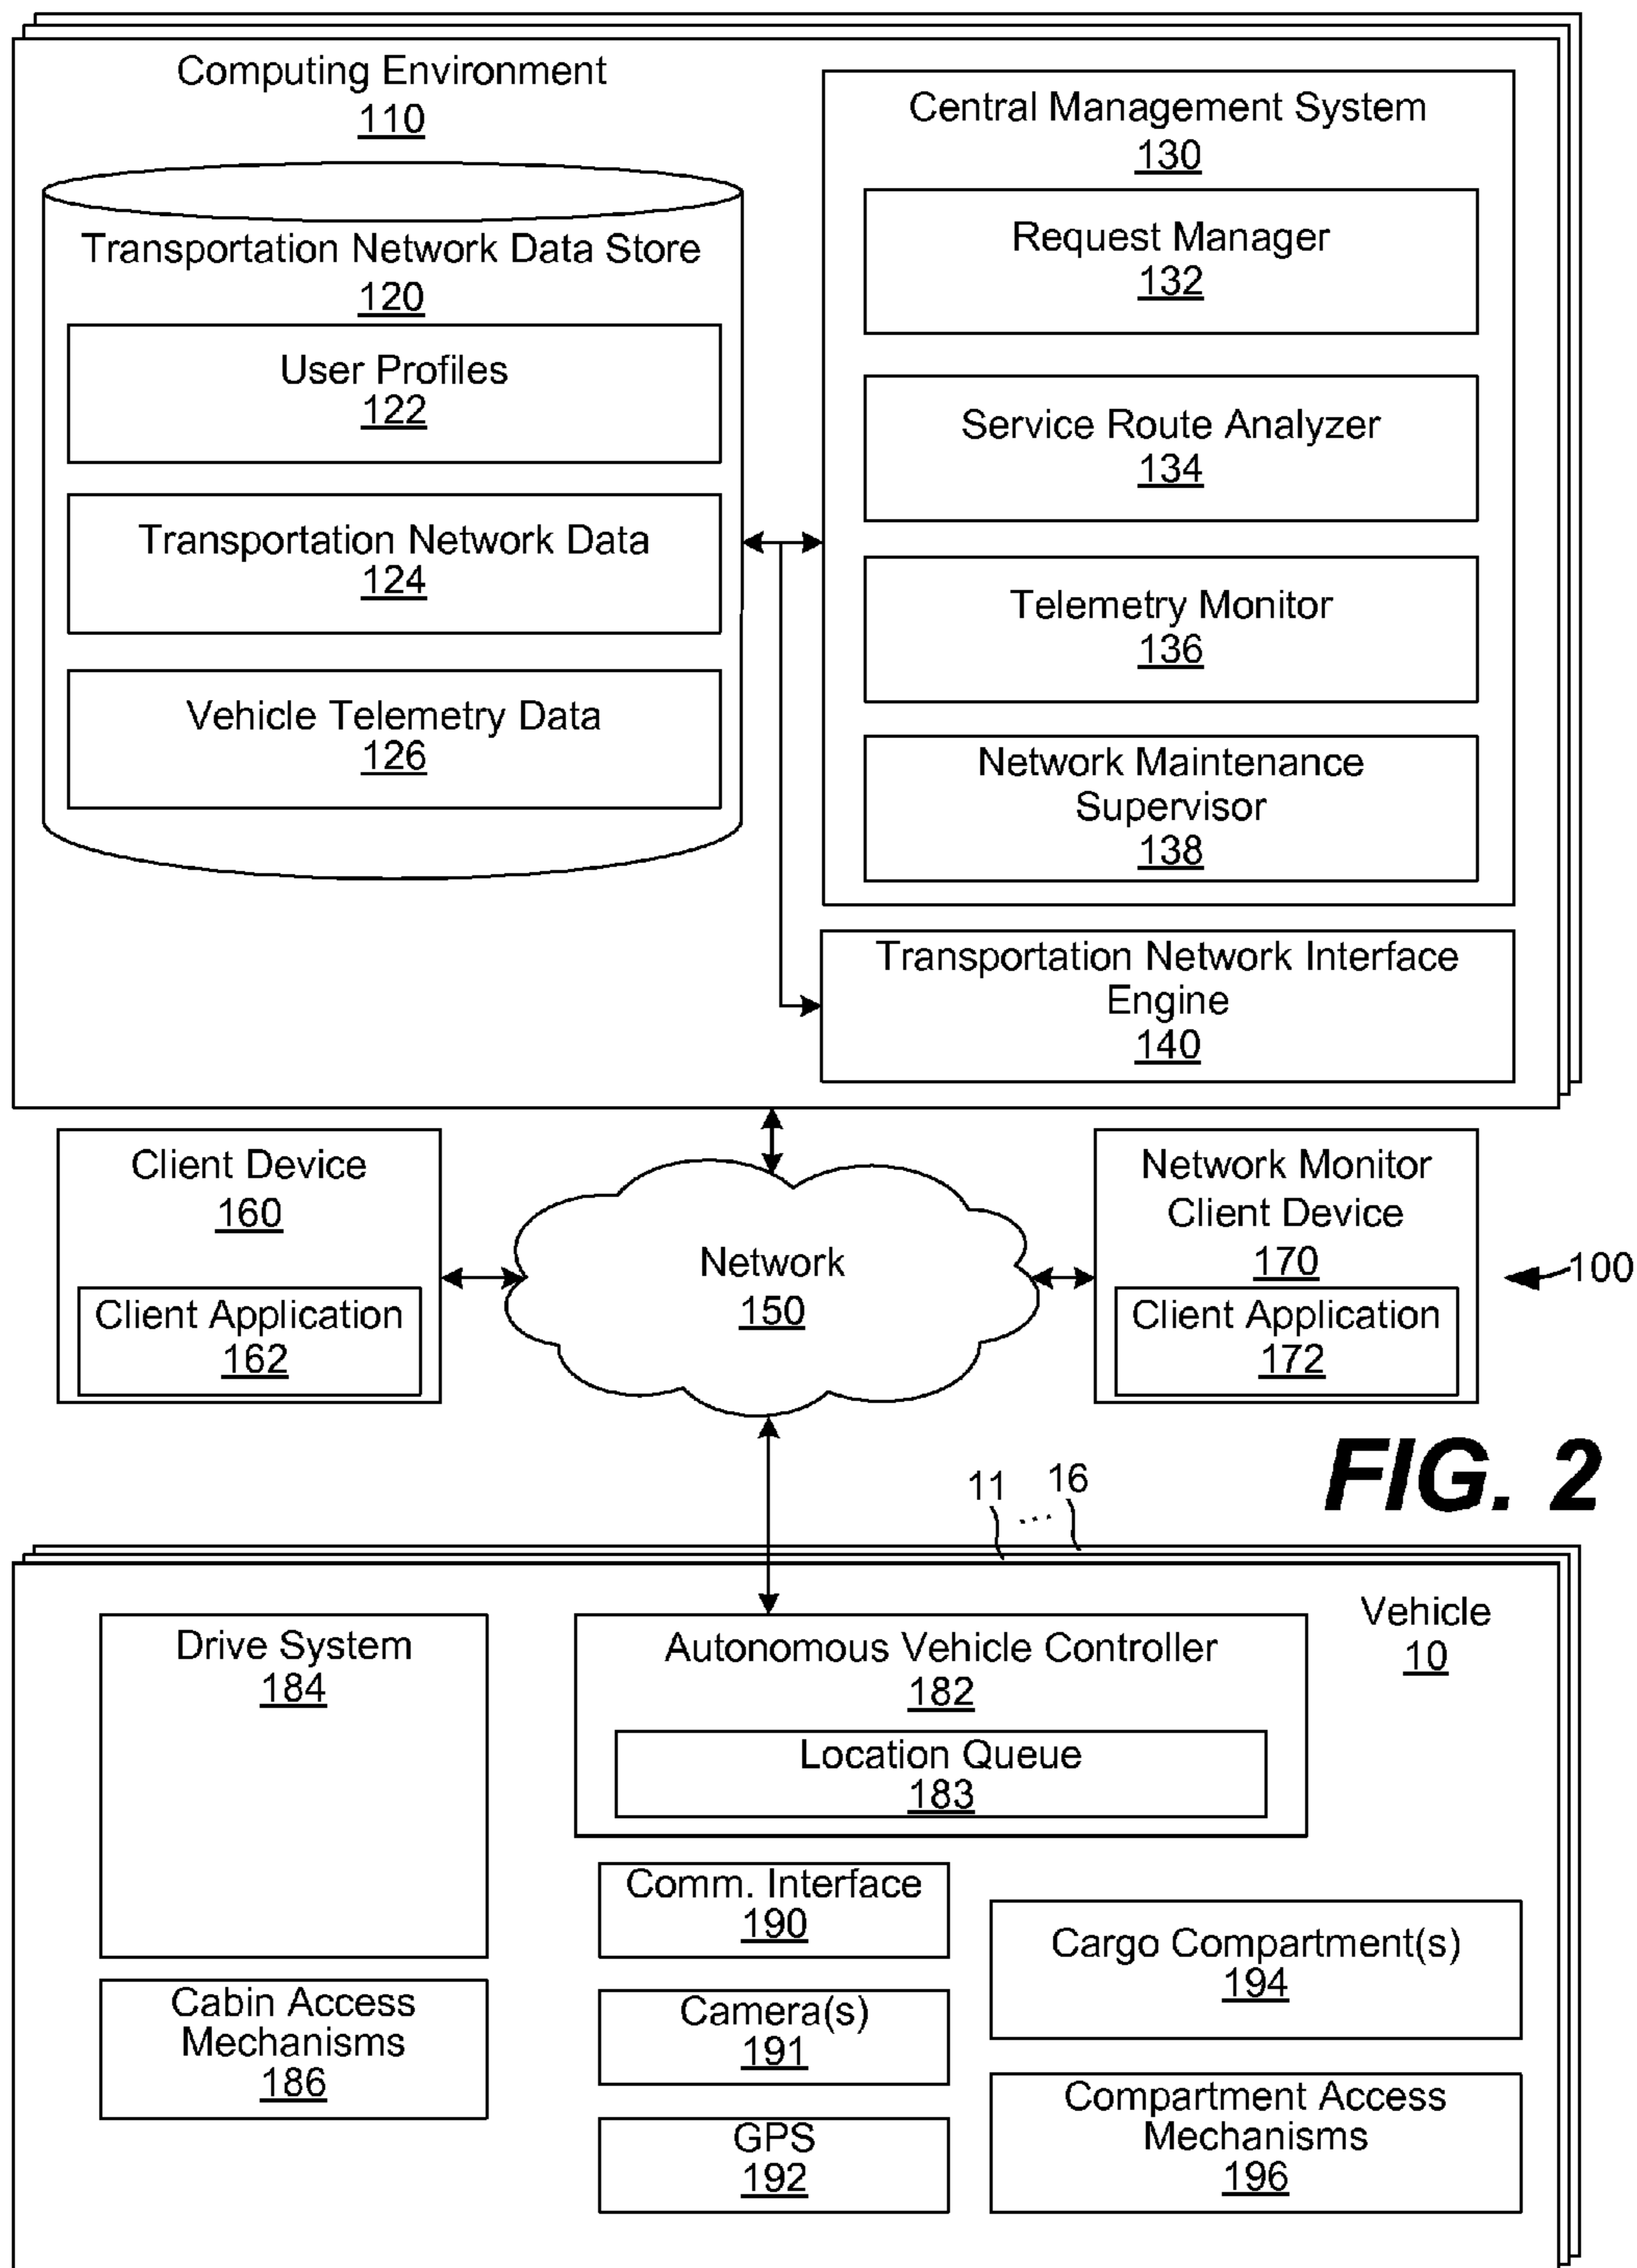 Computing Environment
110
Transportation Network Data Store
120
User Profiles
122
Transportation Network Data
124
Vehicle Telemetry Data
126
Central Management System
130
Request Manager
132
Service Route Analyzer
134
Telemetry Monitor
136
Network Maintenance
Supervisor
138
Transportation Network Interface
Engine
140
Client Device
160
Client Application
162
Network
150
Network Monitor
Client Device
170
Client Application
172
100
FIG. 2
11 ... 16
Vehicle
10
Drive System
184
Autonomous Vehicle Controller
182
Location Queue
183
Cabin Access
Mechanisms
186
Comm. Interface
190
Camera(s)
191
GPS
192
Cargo Compartment(s)
194
Compartment Access
Mechanisms
196